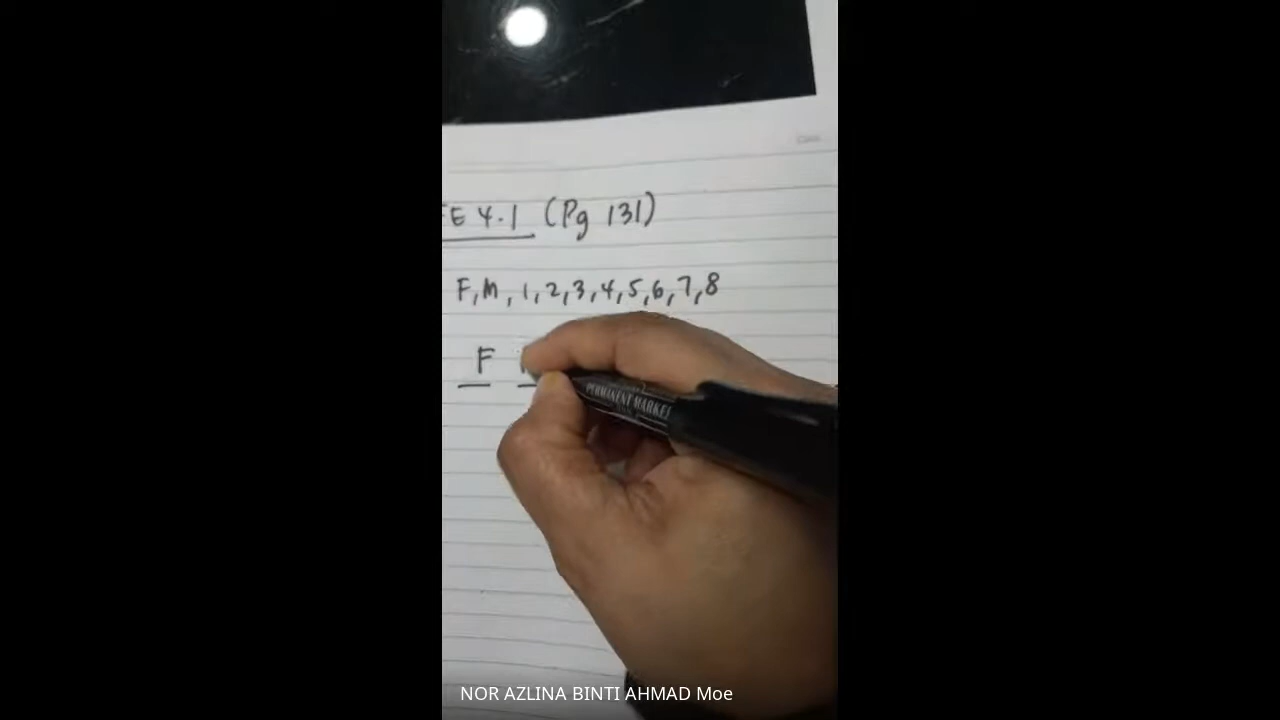 E 4.1 (Pg 131)
F, M, 1, 2, 3, 4, 5, 6, 7, 8
F
PERMANENT MARKER
NOR AZLINA BINTI AHMAD Moe